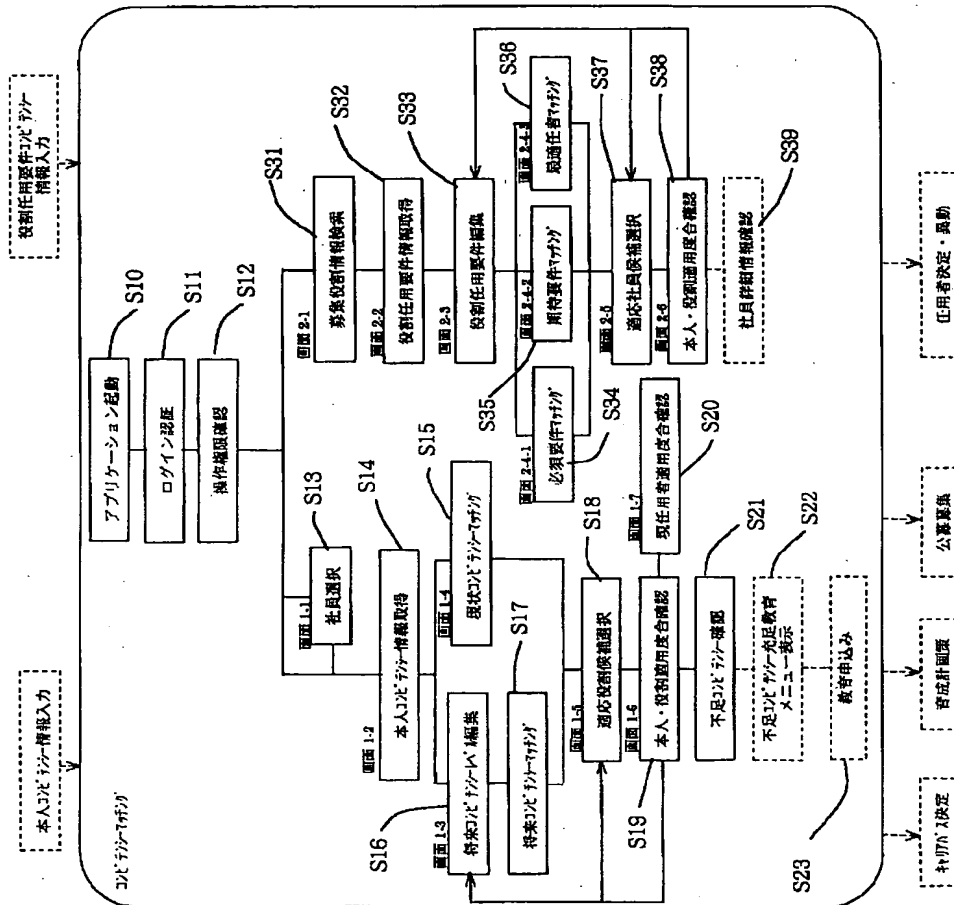 本人ｺﾝﾋﾟﾃﾝｼｰ情報入力
役割任用要件ｺﾝﾋﾟﾃﾝｼｰ
情報入力
ｺﾝﾋﾟﾃﾝｼｰﾏｯﾁﾝｸﾞ
アプリケーション起動
S10
ログイン認証
S11
操作権限確認
S12
画面 1-1
社員選択
S13
画面 1-2
本人ｺﾝﾋﾟﾃﾝｼｰ情報取得
S14
画面 1-4
現状ｺﾝﾋﾟﾃﾝｼｰﾏｯﾁﾝｸﾞ
S15
画面 1-3
将来ｺﾝﾋﾟﾃﾝｼｰﾚﾍﾞﾙ編集
S16
将来ｺﾝﾋﾟﾃﾝｼｰﾏｯﾁﾝｸﾞ
S17
画面 1-5
適応役割候補選択
S18
画面 1-6
本人・役割適用度合確認
S19
画面 1-7
現任用者適用度合確認
S20
不足ｺﾝﾋﾟﾃﾝｼｰ確認
S21
不足ｺﾝﾋﾟﾃﾝｼｰ充足教育
メニュー表示
S22
教育申込み
S23
画面 2-1
募集役割情報検索
S31
画面 2-2
役割任用要件情報取得
S32
画面 2-3
役割任用要件編集
S33
画面 2-4-1
必須要件ﾏｯﾁﾝｸﾞ
S34
画面 2-4-2
期待要件ﾏｯﾁﾝｸﾞ
S35
画面 2-4-3
最適任者ﾏｯﾁﾝｸﾞ
S36
画面 2-5
適応社員候補選択
S37
画面 2-6
本人・役割適用度合確認
S38
社員詳細情報確認
S39
ｷｬﾘｱﾊﾟｽ決定
育成計画策
公募募集
任用者決定・異動